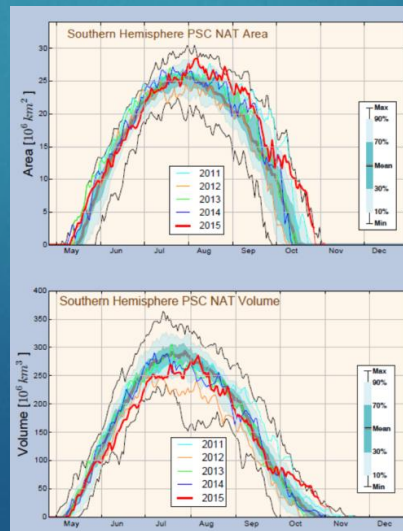 Southern Hemisphere PSC NAT Area
Area [10⁶ km²]
30
25
20
15
10
5
0
2011
2012
2013
2014
2015
Max
90%
70%
Mean
30%
10%
Min
May Jun Jul Aug Sep Oct Nov Dec
Southern Hemisphere PSC NAT Volume
Volume [10⁶ km³]
400
350
300
250
200
150
100
50
0
2011
2012
2013
2014
2015
Max
90%
70%
Mean
30%
10%
Min
May Jun Jul Aug Sep Oct Nov Dec